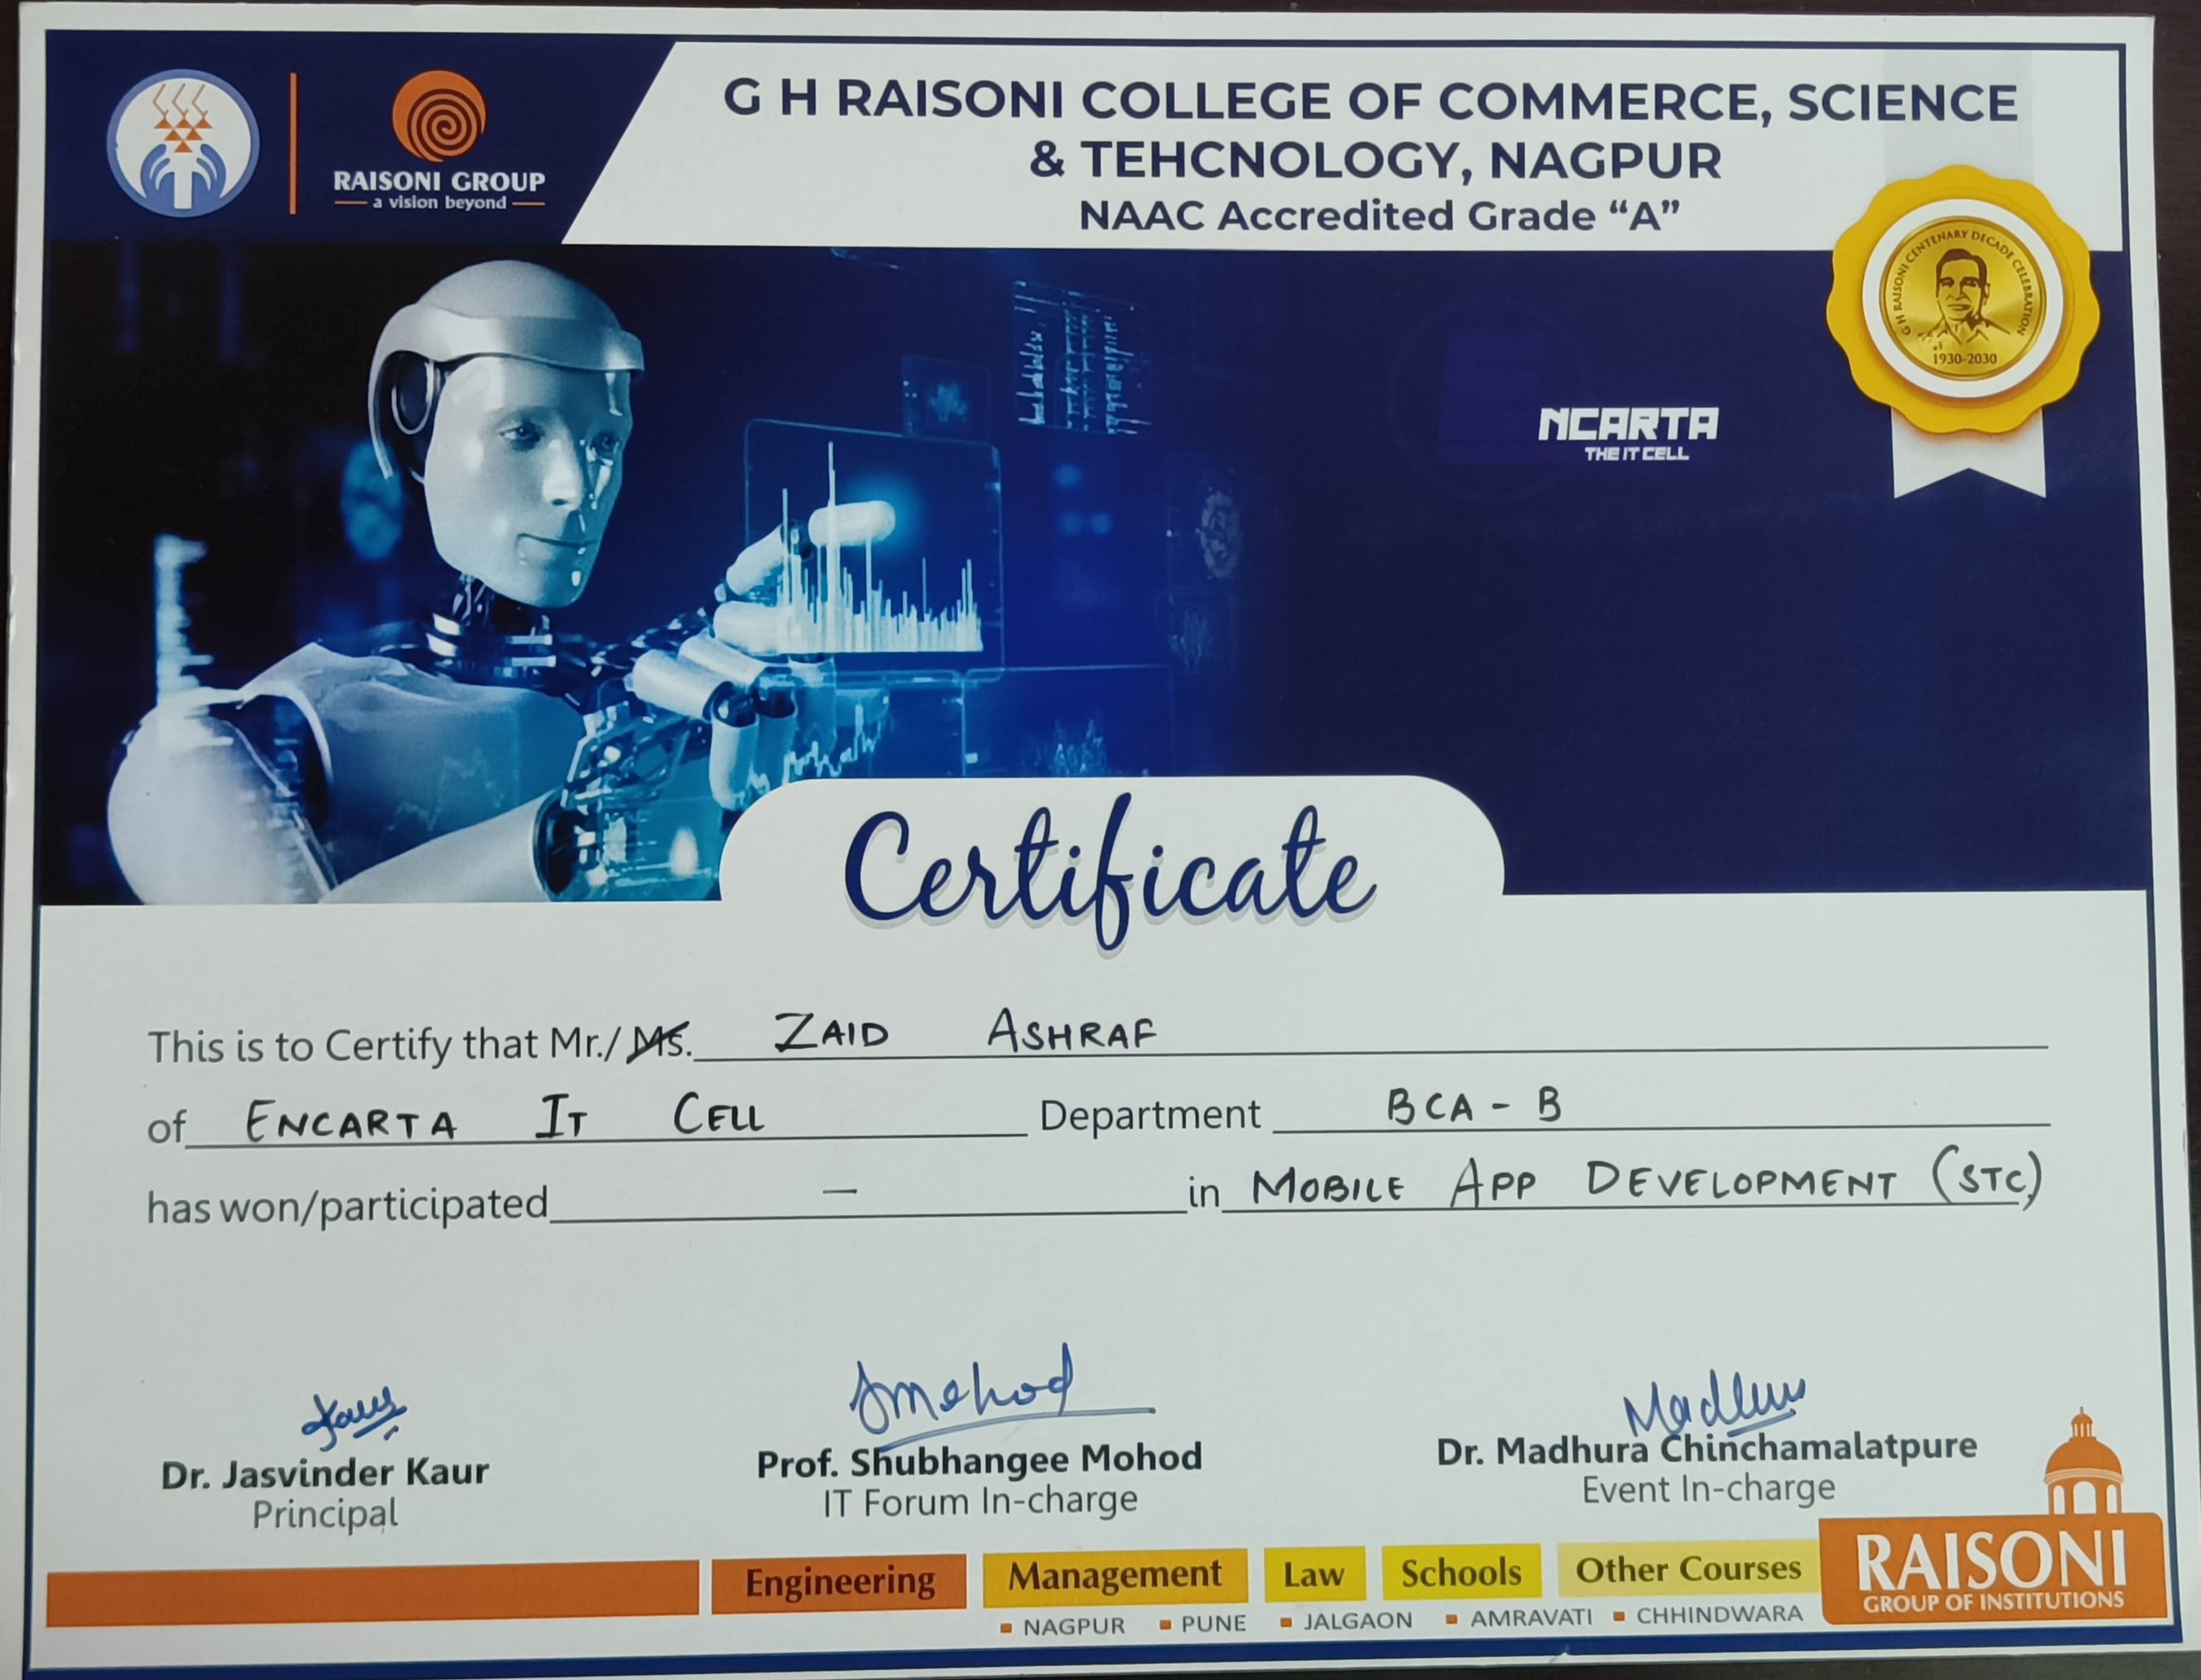 RAISONI GROUP
a vision beyond
G H RAISONI COLLEGE OF COMMERCE, SCIENCE
& TEHCNOLOGY, NAGPUR
NAAC Accredited Grade “A”
G H RAISONI CENTENARY DECADE CELEBRATION
1930-2030
NCARTA
THE IT CELL
Certificate
This is to Certify that Mr./ Ms. ZAID ASHRAF
of ENCARTA IT CELL Department BCA - B
has won/participated — in MOBILE APP DEVELOPMENT (STC)
Smohod
Dr. Jasvinder Kaur
Principal
Prof. Shubhangee Mohod
IT Forum In-charge
Dr. Madhura Chinchamalatpure
Event In-charge
Engineering Management Law Schools Other Courses
NAGPUR PUNE JALGAON AMRAVATI CHHINDWARA
RAISONI
GROUP OF INSTITUTIONS